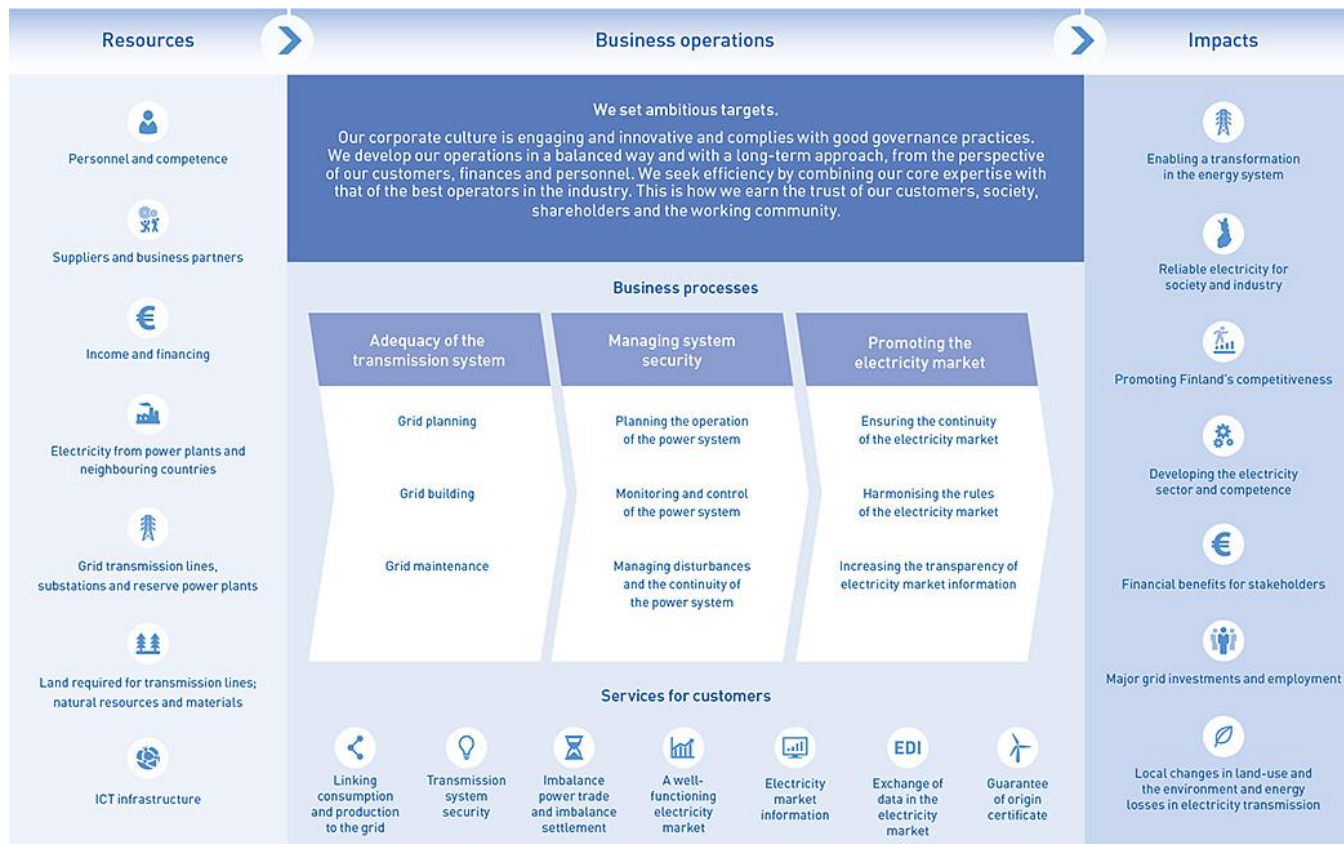 Resources
Business operations
Impacts
Personnel and competence
Suppliers and business partners
€
Income and financing
Electricity from power plants and
neighbouring countries
Grid transmission lines,
substations and reserve power plants
Land required for transmission lines;
natural resources and materials
ICT infrastructure
We set ambitious targets.
Our corporate culture is engaging and innovative and complies with good governance practices.
We develop our operations in a balanced way and with a long-term approach, from the perspective
of our customers, finances and personnel. We seek efficiency by combining our core expertise with
that of the best operators in the industry. This is how we earn the trust of our customers, society,
shareholders and the working community.
Business processes
Adequacy of the
transmission system
Grid planning
Grid building
Grid maintenance
Managing system
security
Planning the operation
of the power system
Monitoring and control
of the power system
Managing disturbances
and the continuity of
the power system
Promoting the
electricity market
Ensuring the continuity
of the electricity market
Harmonising the rules
of the electricity market
Increasing the transparency of
electricity market information
Services for customers
Linking
consumption
and production
to the grid
Transmission
system
security
Imbalance
power trade
and imbalance
settlement
A well-
functioning
electricity
market
Electricity
market
information
EDI
Exchange of
data in the
electricity
market
Guarantee
of origin
certificate
Enabling a transformation
in the energy system
Reliable electricity for
society and industry
Promoting Finland's competitiveness
Developing the electricity
sector and competence
€
Financial benefits for stakeholders
Major grid investments and employment
Local changes in land-use and
the environment and energy
losses in electricity transmission